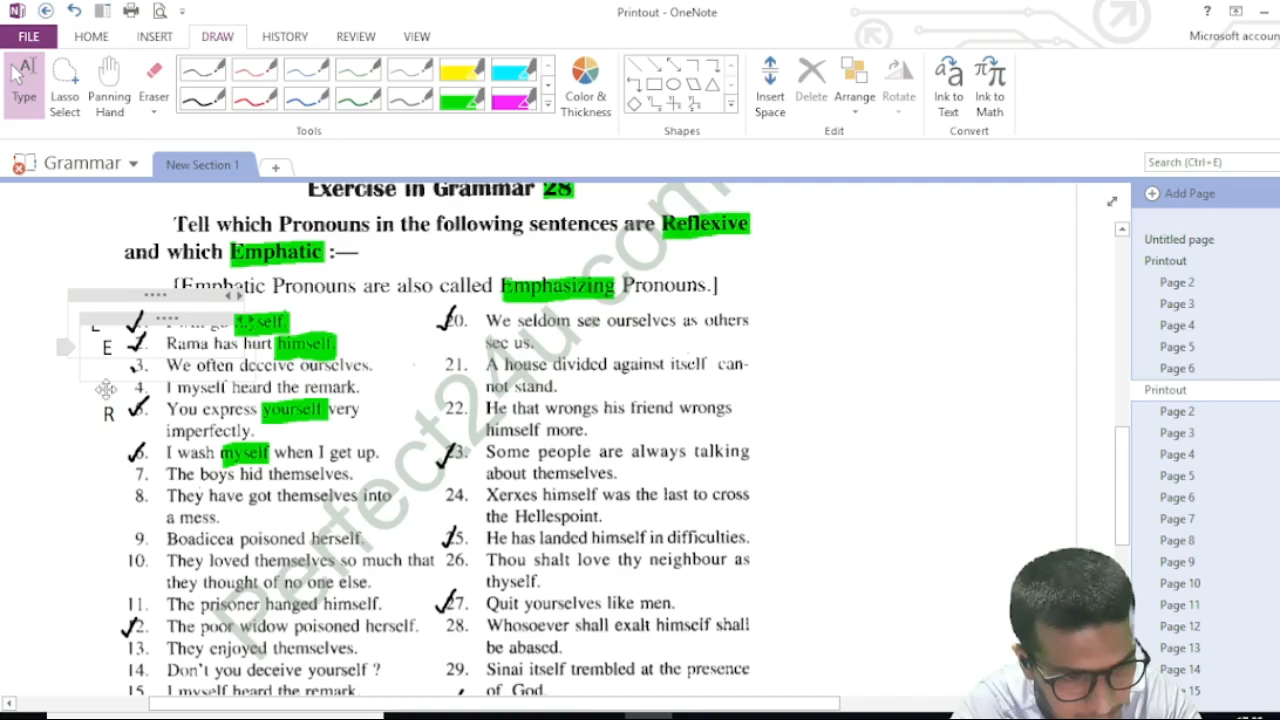 Printout - OneNote
?
FILE HOME INSERT DRAW HISTORY REVIEW VIEW
Microsoft accoun
Type Lasso Select Panning Hand Eraser
Color & Thickness
Insert Space Delete Arrange Rotate
Ink to Text Ink to Math
Tools Shapes Edit Convert
Grammar New Section 1 +
Search (Ctrl+E)
Exercise in Grammar 28
Tell which Pronouns in the following sentences are Reflexive
and which Emphatic :—
[Emphatic Pronouns are also called Emphasizing Pronouns.]
myself.
E 2. Rama has hurt himself.
3. We often deceive ourselves.
4. I myself heard the remark.
R 5. You express yourself very
imperfectly.
6. I wash myself when I get up.
7. The boys hid themselves.
8. They have got themselves into
a mess.
9. Boadicea poisoned herself.
10. They loved themselves so much that
they thought of no one else.
11. The prisoner hanged himself.
12. The poor widow poisoned herself.
13. They enjoyed themselves.
14. Don't you deceive yourself ?
15. I myself heard the remark.
20. We seldom see ourselves as others
see us.
21. A house divided against itself can-
not stand.
22. He that wrongs his friend wrongs
himself more.
23. Some people are always talking
about themselves.
24. Xerxes himself was the last to cross
the Hellespoint.
25. He has landed himself in difficulties.
26. Thou shalt love thy neighbour as
thyself.
27. Quit yourselves like men.
28. Whosoever shall exalt himself shall
be abased.
29. Sinai itself trembled at the presence
of God.
Perfect24u.com
Add Page
Untitled page
Printout
Page 2
Page 3
Page 4
Page 5
Page 6
Printout
Page 2
Page 3
Page 4
Page 5
Page 6
Page 7
Page 8
Page 9
Page 10
Page 11
Page 12
Page 13
Page 14
15